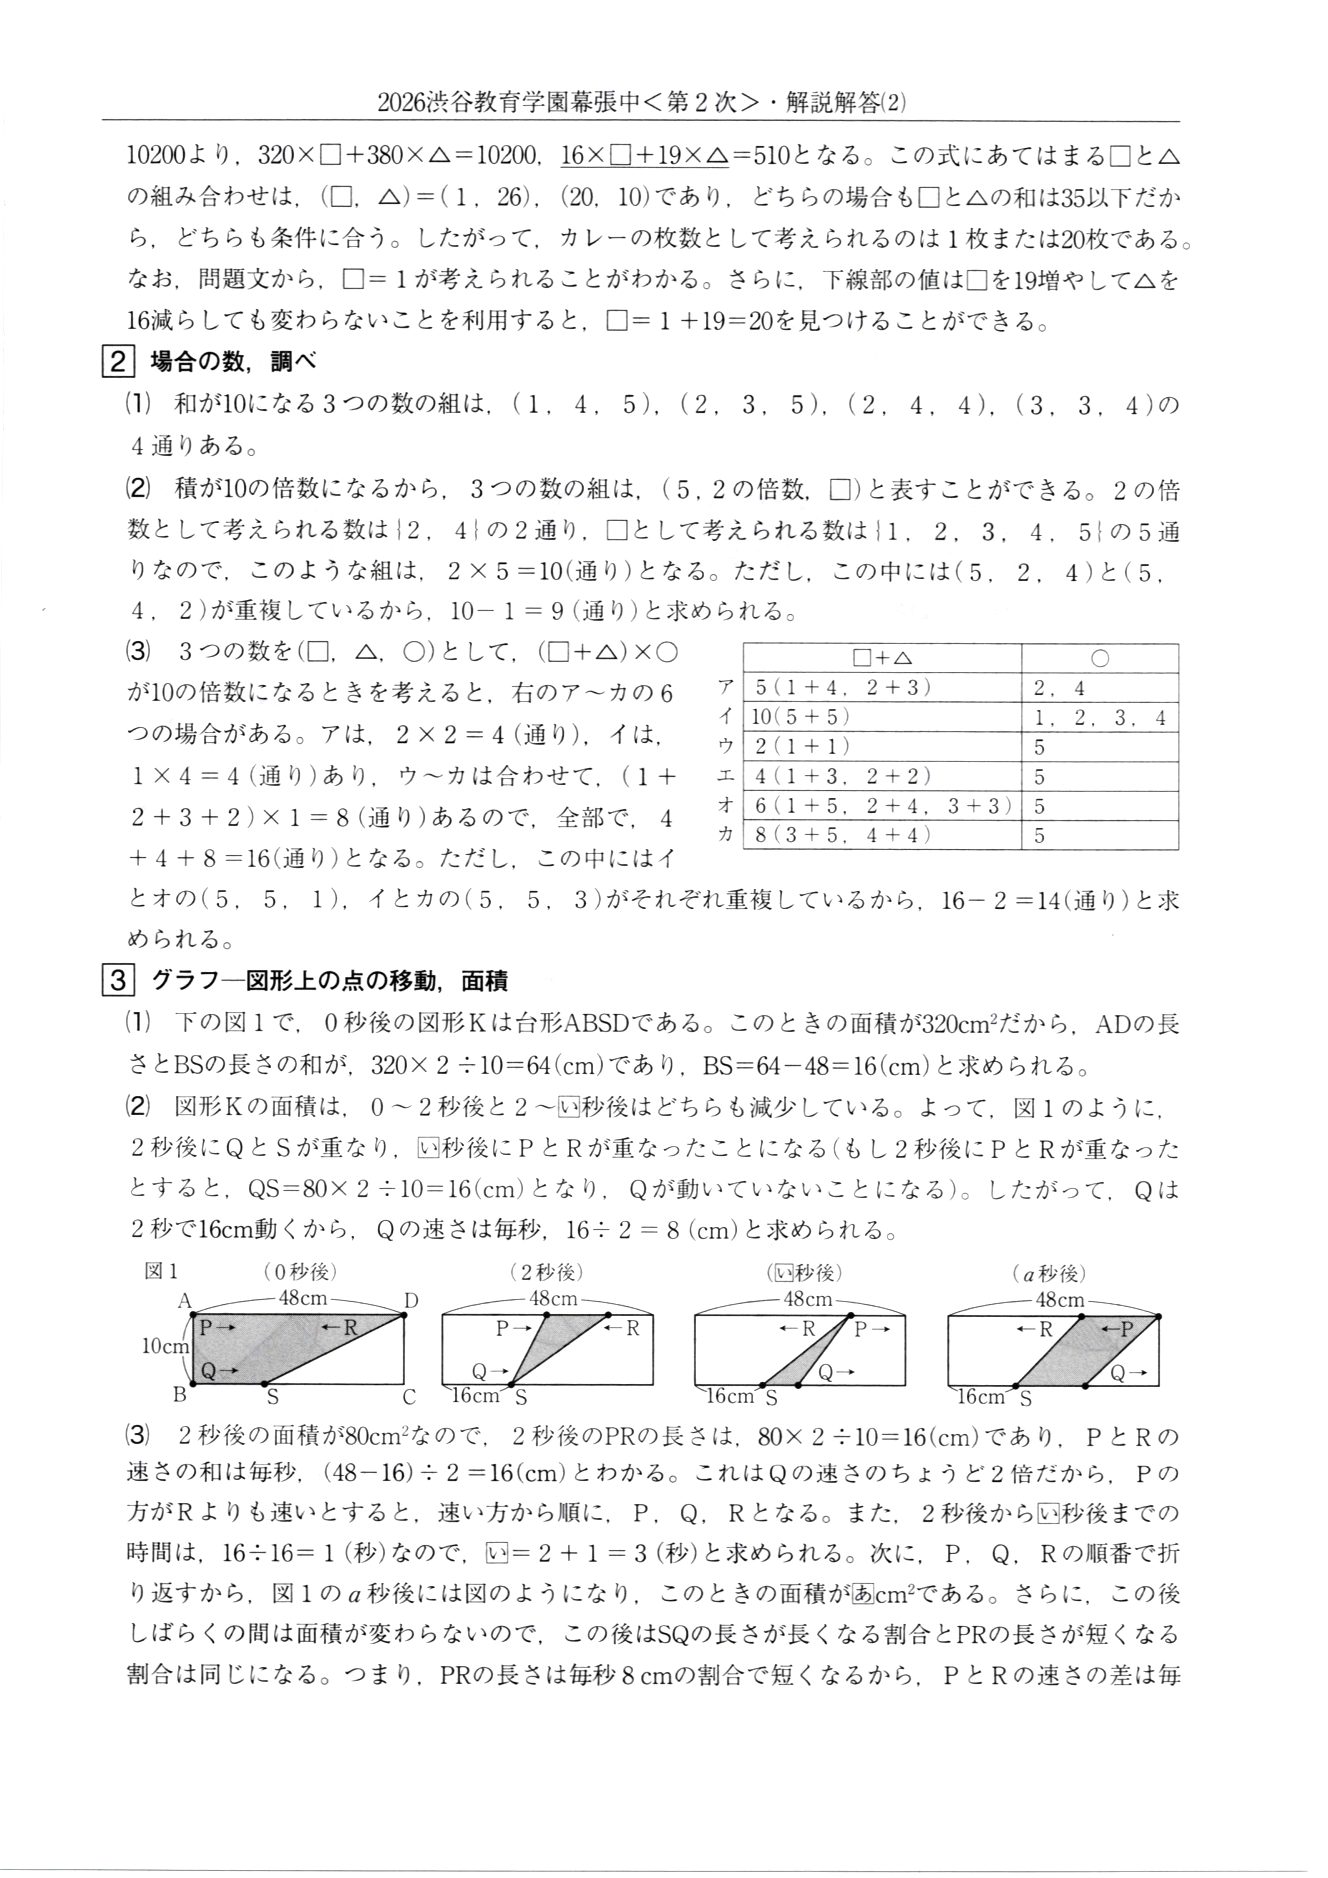 2026渋谷教育学園幕張中＜第２次＞・解説解答(2)
10200より，320×□＋380×△＝10200，16×□＋19×△＝510となる。この式にあてはまる□と△
の組み合わせは，(□，△)＝(１，26)，(20，10)であり，どちらの場合も□と△の和は35以下だか
ら，どちらも条件に合う。したがって，カレーの枚数として考えられるのは１枚または20枚である。
なお，問題文から，□＝１が考えられることがわかる。さらに，下線部の値は□を19増やして△を
16減らしても変わらないことを利用すると，□＝１＋19＝20を見つけることができる。
2 場合の数，調べ
(1) 和が10になる３つの数の組は，(１，４，５)，(２，３，５)，(２，４，４)，(３，３，４)の
４通りある。
(2) 積が10の倍数になるから，３つの数の組は，(５，２の倍数，□)と表すことができる。２の倍
数として考えられる数は{２，４}の２通り，□として考えられる数は{１，２，３，４，５}の５通
りなので，このような組は，２×５＝10(通り)となる。ただし，この中には(５，２，４)と(５，
４，２)が重複しているから，10－１＝９(通り)と求められる。
(3) ３つの数を(□，△，○)として，(□＋△)×○
が10の倍数になるときを考えると，右のア～カの６
つの場合がある。アは，２×２＝４(通り)，イは，
１×４＝４(通り)あり，ウ～カは合わせて，(１＋
２＋３＋２)×１＝８(通り)あるので，全部で，４
＋４＋８＝16(通り)となる。ただし，この中にはイ
□＋△ ○
ア ５(１＋４，２＋３) ２，４
イ 10(５＋５) １，２，３，４
ウ ２(１＋１) ５
エ ４(１＋３，２＋２) ５
オ ６(１＋５，２＋４，３＋３) ５
カ ８(３＋５，４＋４) ５
とオの(５，５，１)，イとカの(５，５，３)がそれぞれ重複しているから，16－２＝14(通り)と求
められる。
3 グラフ―図形上の点の移動，面積
(1) 下の図１で，０秒後の図形Ｋは台形ABSDである。このときの面積が320cm²だから，ADの長
さとBSの長さの和が，320×２÷10＝64(cm)であり，BS＝64－48＝16(cm)と求められる。
(2) 図形Ｋの面積は，０～２秒後と２～い秒後はどちらも減少している。よって，図１のように，
２秒後にＱとＳが重なり，い秒後にＰとＲが重なったことになる(もし２秒後にＰとＲが重なった
とすると，QS＝80×２÷10＝16(cm)となり，Ｑが動いていないことになる)。したがって，Ｑは
２秒で16cm動くから，Ｑの速さは毎秒，16÷２＝８(cm)と求められる。
図１ (０秒後) (２秒後) (い秒後) (a秒後)
A 48cm D 48cm 48cm 48cm
P→ ←R P→ ←R ←R P→ ←R ←P
10cm
Q→ Q→ Q→ Q→
B S C 16cm S 16cm S 16cm S
(3) ２秒後の面積が80cm²なので，２秒後のPRの長さは，80×２÷10＝16(cm)であり，ＰとＲの
速さの和は毎秒，(48－16)÷２＝16(cm)とわかる。これはＱの速さのちょうど２倍だから，Ｐの
方がＲよりも速いとすると，速い方から順に，Ｐ，Ｑ，Ｒとなる。また，２秒後からい秒後までの
時間は，16÷16＝１(秒)なので，い＝２＋１＝３(秒)と求められる。次に，Ｐ，Ｑ，Ｒの順番で折
り返すから，図１のa秒後には図のようになり，このときの面積があcm²である。さらに，この後
しばらくの間は面積が変わらないので，この後はSQの長さが長くなる割合とPRの長さが短くなる
割合は同じになる。つまり，PRの長さは毎秒８cmの割合で短くなるから，ＰとＲの速さの差は毎